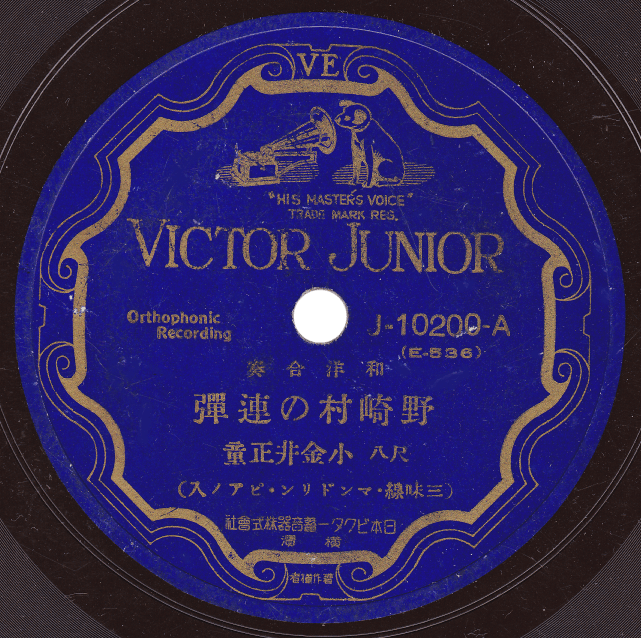 VE
"HIS MASTER'S VOICE"
TRADE MARK REG.
VICTOR JUNIOR
Orthophonic
Recording
J-10200-A
(E-536)
和洋合奏
野崎村の連彈
尺八 小金井正童
(三味線・マンドリン・ピアノ入)
日本ビクター蓄音器株式會社
横濱